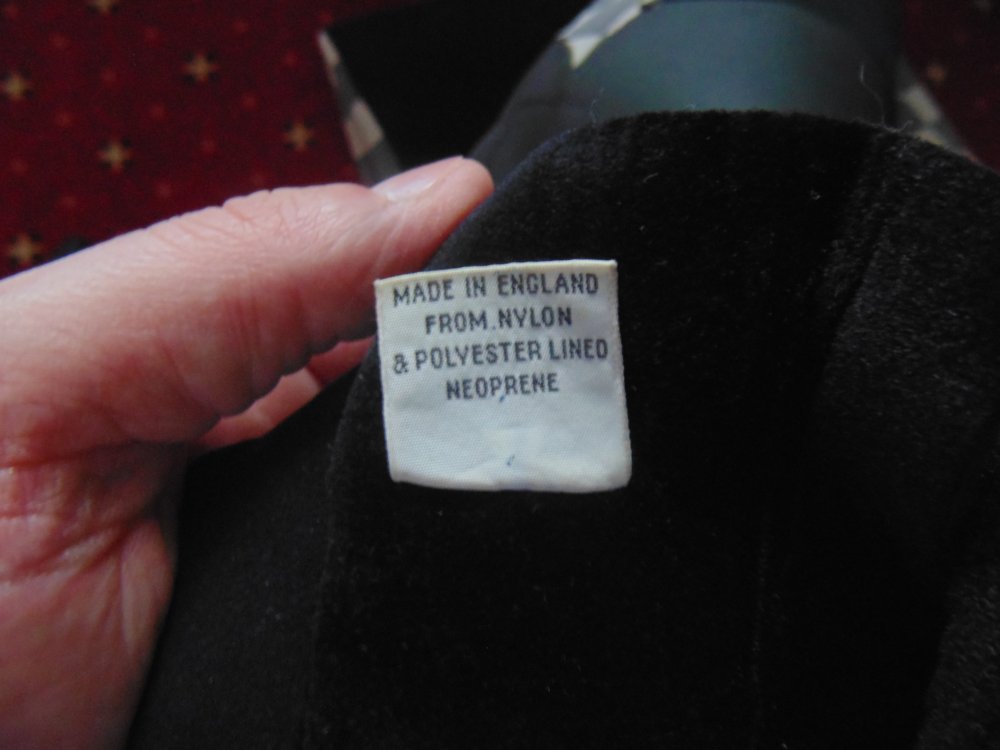 MADE IN ENGLAND
FROM NYLON
& POLYESTER LINED
NEOPRENE